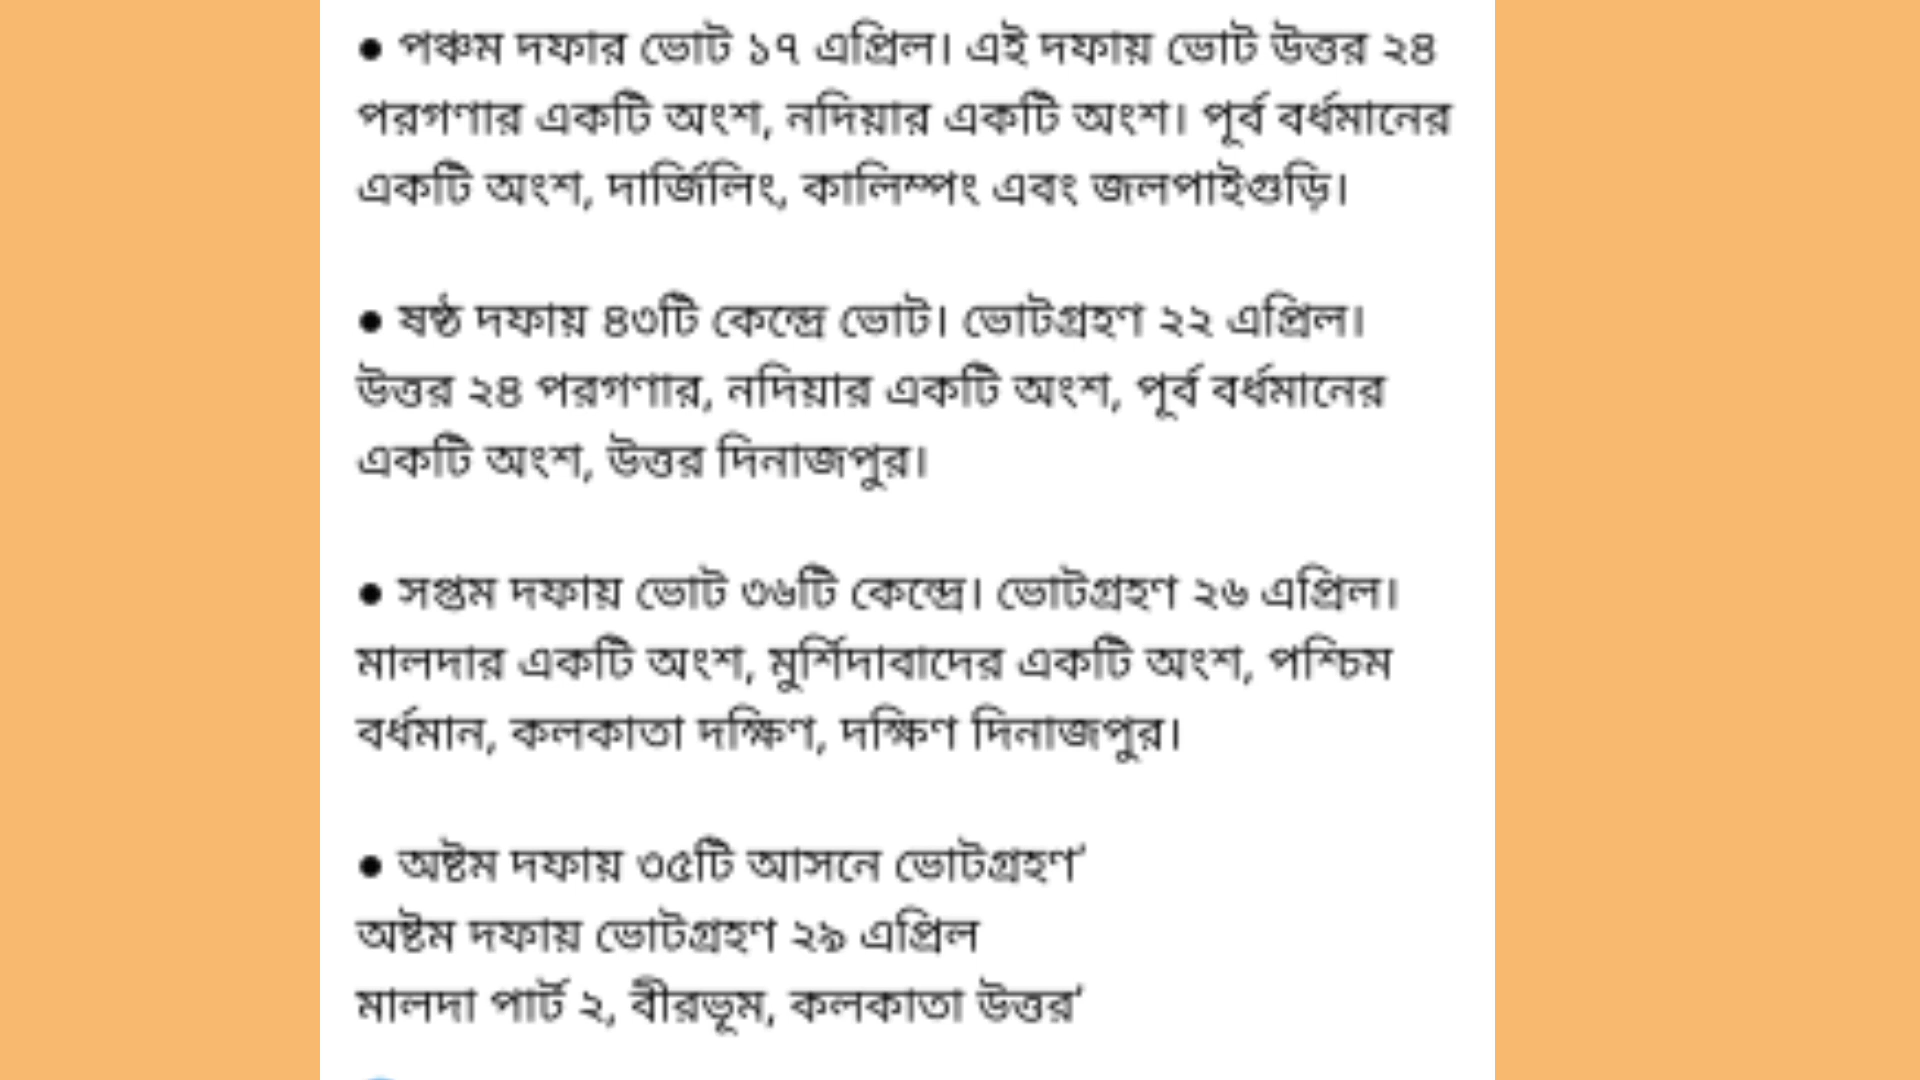 ● পঞ্চম দফার ভোট ১৭ এপ্রিল। এই দফায় ভোট উত্তর ২৪
পরগণার একটি অংশ, নদিয়ার একটি অংশ। পূর্ব বর্ধমানের
একটি অংশ, দার্জিলিং, কালিম্পং এবং জলপাইগুড়ি।
● ষষ্ঠ দফায় ৪৩টি কেন্দ্রে ভোট। ভোটগ্রহণ ২২ এপ্রিল।
উত্তর ২৪ পরগণার, নদিয়ার একটি অংশ, পূর্ব বর্ধমানের
একটি অংশ, উত্তর দিনাজপুর।
● সপ্তম দফায় ভোট ৩৬টি কেন্দ্রে। ভোটগ্রহণ ২৬ এপ্রিল।
মালদার একটি অংশ, মুর্শিদাবাদের একটি অংশ, পশ্চিম
বর্ধমান, কলকাতা দক্ষিণ, দক্ষিণ দিনাজপুর।
● অষ্টম দফায় ৩৫টি আসনে ভোটগ্রহণ’
অষ্টম দফায় ভোটগ্রহণ ২৯ এপ্রিল
মালদা পার্ট ২, বীরভূম, কলকাতা উত্তর’